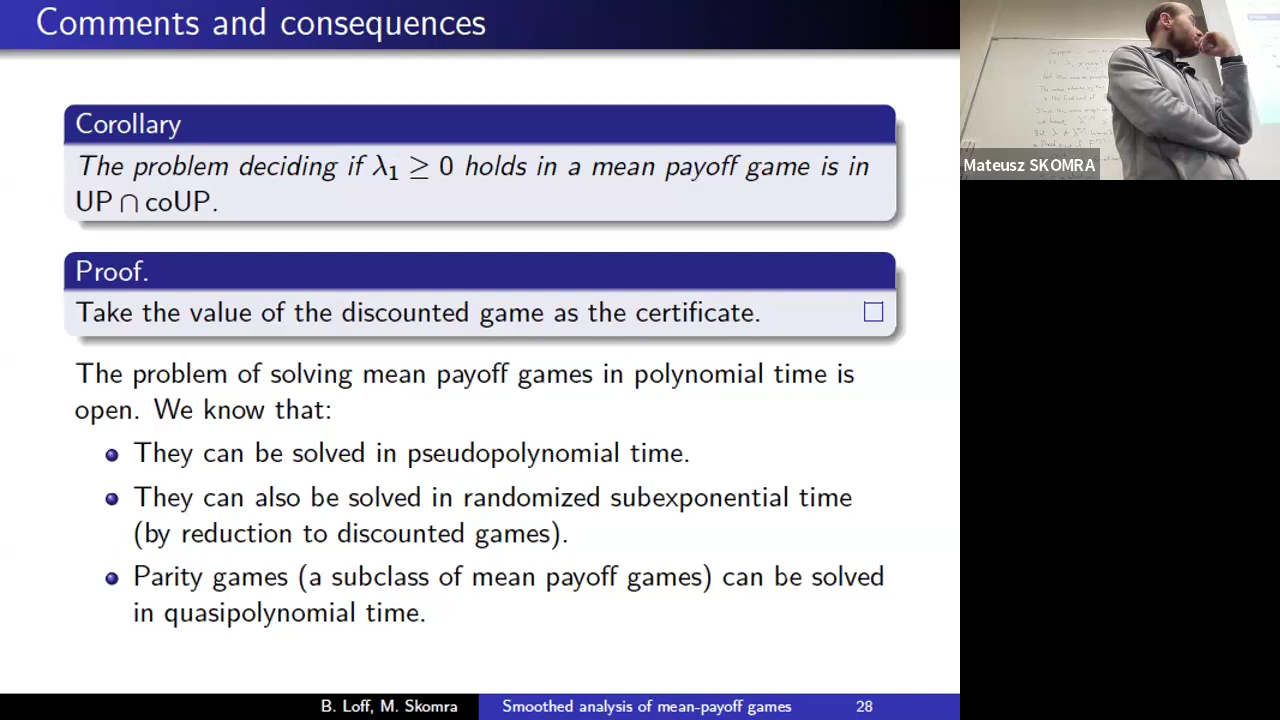 Comments and consequences
Corollary
The problem deciding if λ₁ ≥ 0 holds in a mean payoff game is in
UP ∩ coUP.
Proof.
Take the value of the discounted game as the certificate. □
The problem of solving mean payoff games in polynomial time is
open. We know that:
They can be solved in pseudopolynomial time.
They can also be solved in randomized subexponential time
(by reduction to discounted games).
Parity games (a subclass of mean payoff games) can be solved
in quasipolynomial time.
B. Loff, M. Skomra
Smoothed analysis of mean-payoff games
28
Mateusz SKOMRA